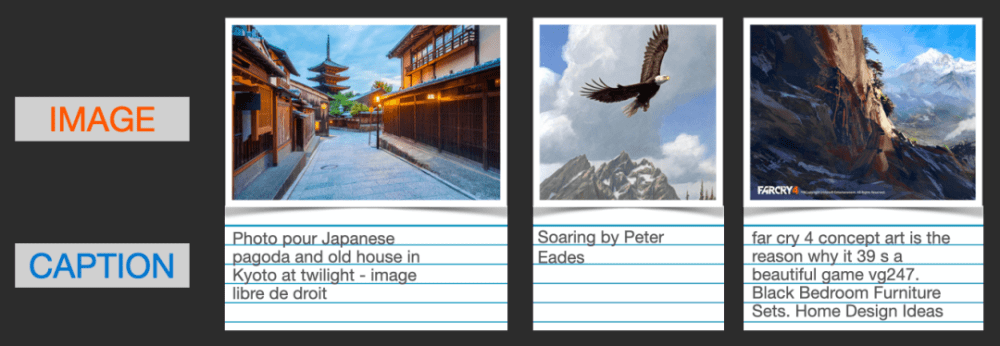 IMAGE
FARCRY4
CAPTION
Photo pour Japanese
pagoda and old house in
Kyoto at twilight - image
libre de droit
Soaring by Peter
Eades
far cry 4 concept art is the
reason why it 39 s a
beautiful game vg247.
Black Bedroom Furniture
Sets. Home Design Ideas